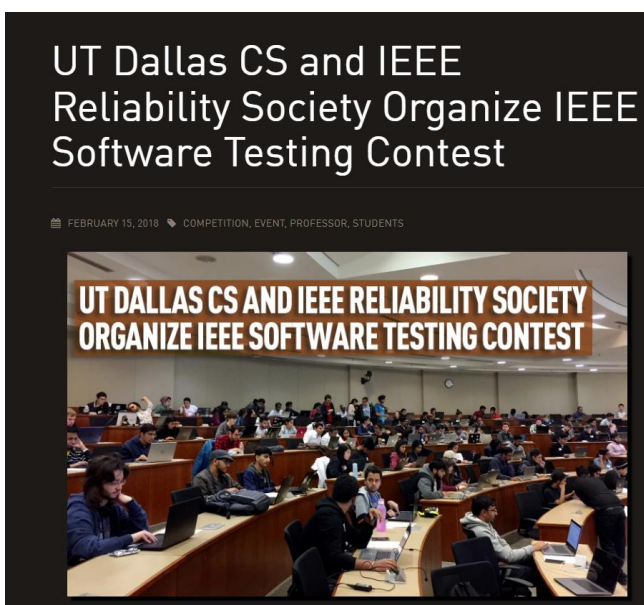 UT Dallas CS and IEEE
Reliability Society Organize IEEE
Software Testing Contest
FEBRUARY 15, 2018 COMPETITION, EVENT, PROFESSOR, STUDENTS
UT DALLAS CS AND IEEE RELIABILITY SOCIETY
ORGANIZE IEEE SOFTWARE TESTING CONTEST